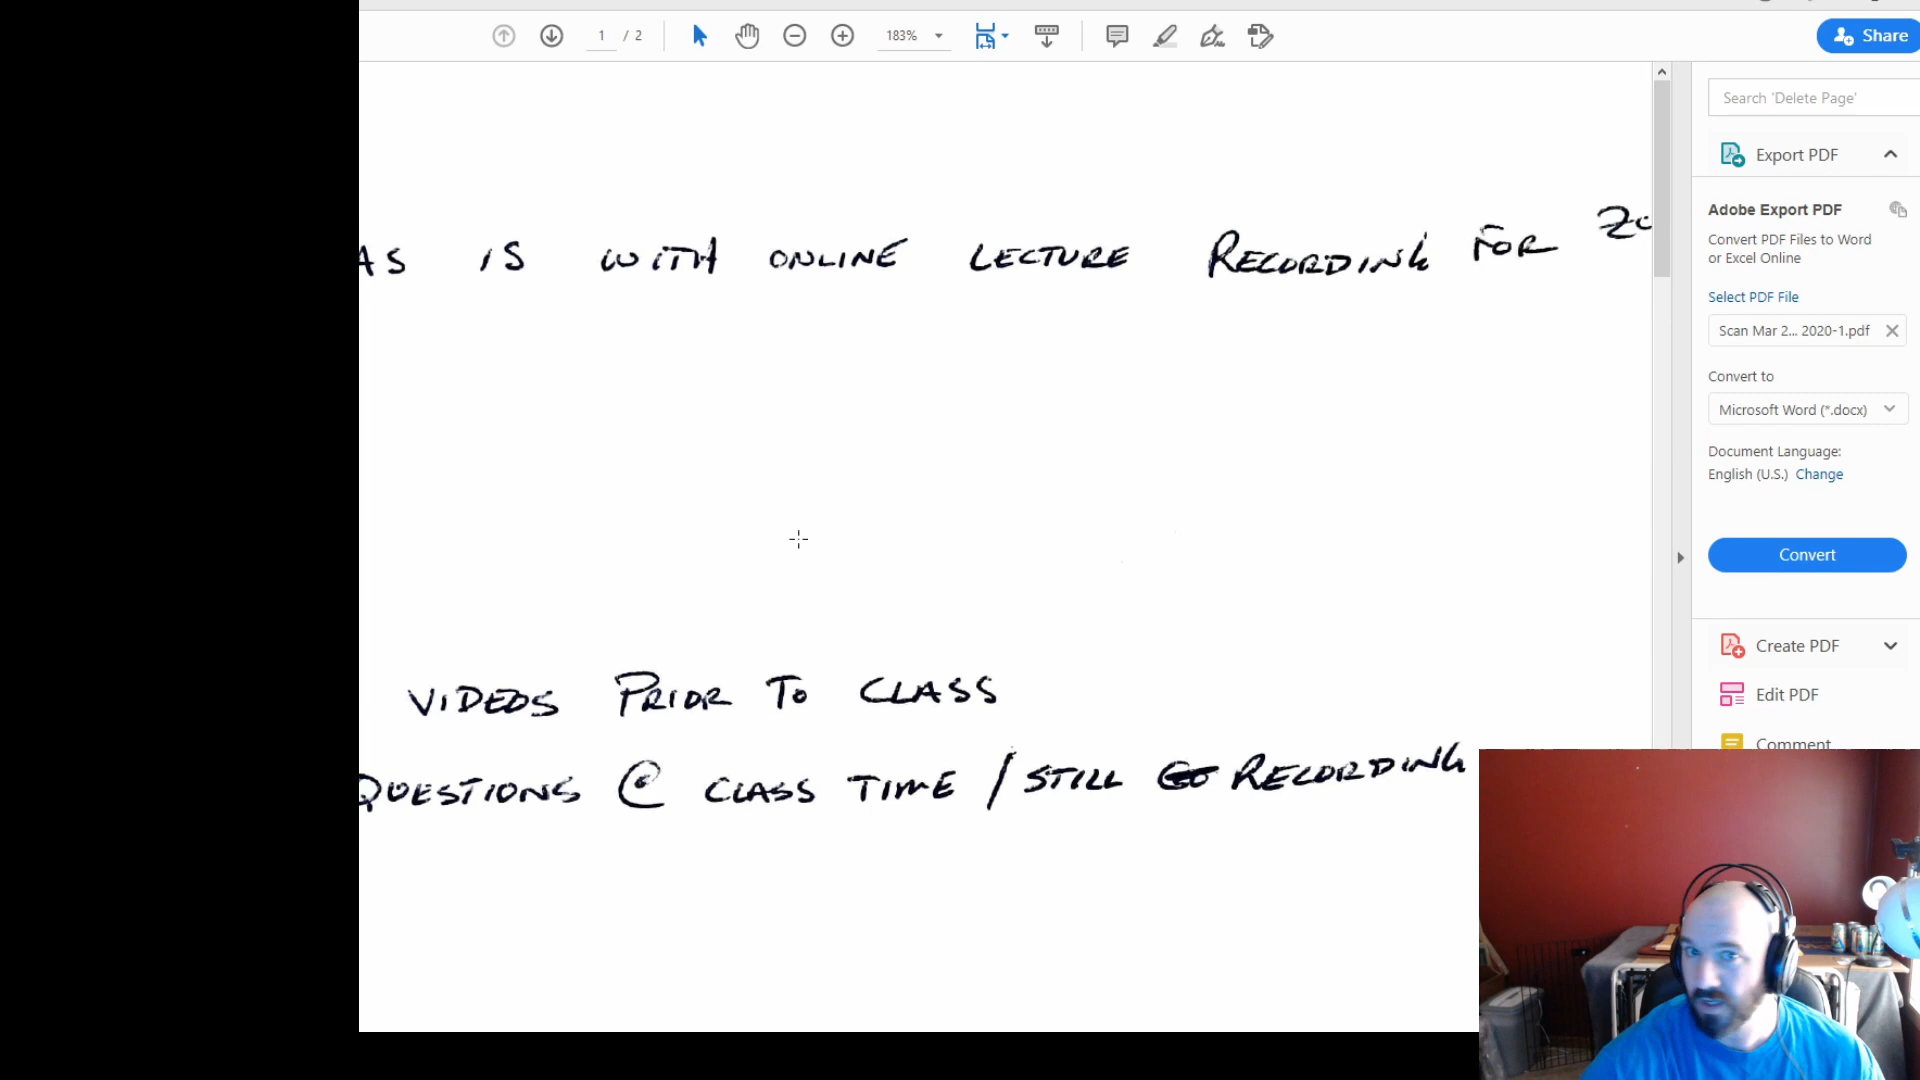 1 / 2
183%
Share
Search 'Delete Page'
Export PDF
Adobe Export PDF
Convert PDF Files to Word
or Excel Online
Select PDF File
Scan Mar 2... 2020-1.pdf
Convert to
Microsoft Word (*.docx)
Document Language:
English (U.S.) Change
Convert
Create PDF
Edit PDF
Comment
AS IS WITH ONLINE LECTURE RECORDING FOR
VIDEOS PRIOR TO CLASS
QUESTIONS @ CLASS TIME / STILL RECORDING